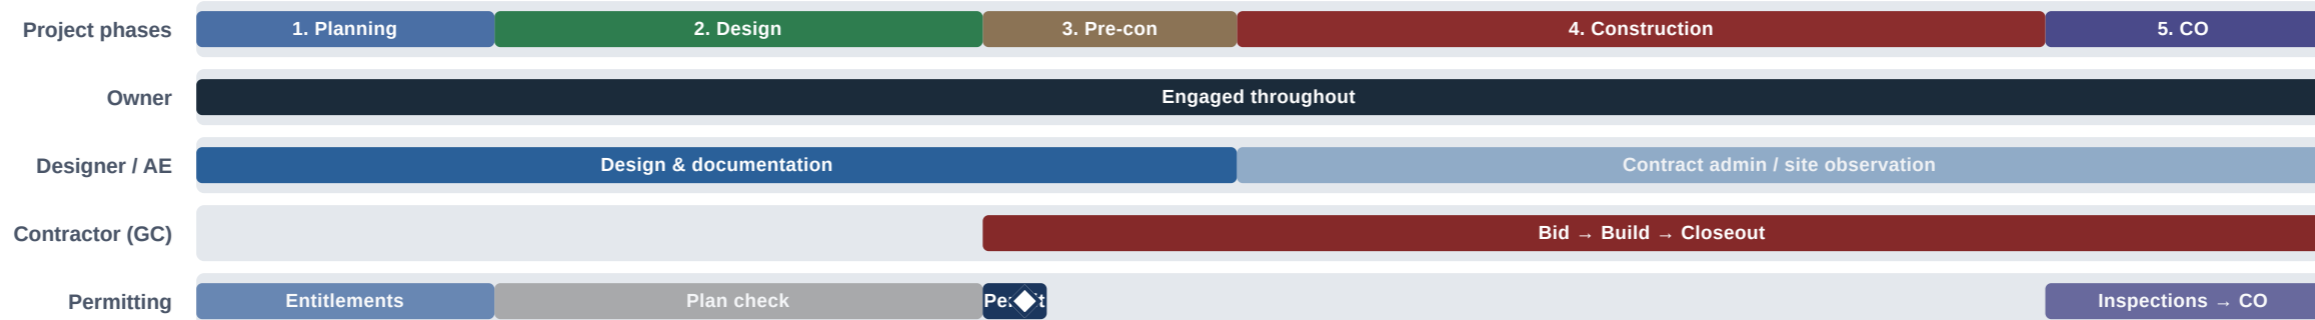 Project phases
1. Planning
2. Design
3. Pre-con
4. Construction
5. CO
Owner
Engaged throughout
Designer / AE
Design & documentation
Contract admin / site observation
Contractor (GC)
Bid → Build → Closeout
Permitting
Entitlements
Plan check
Inspections → CO